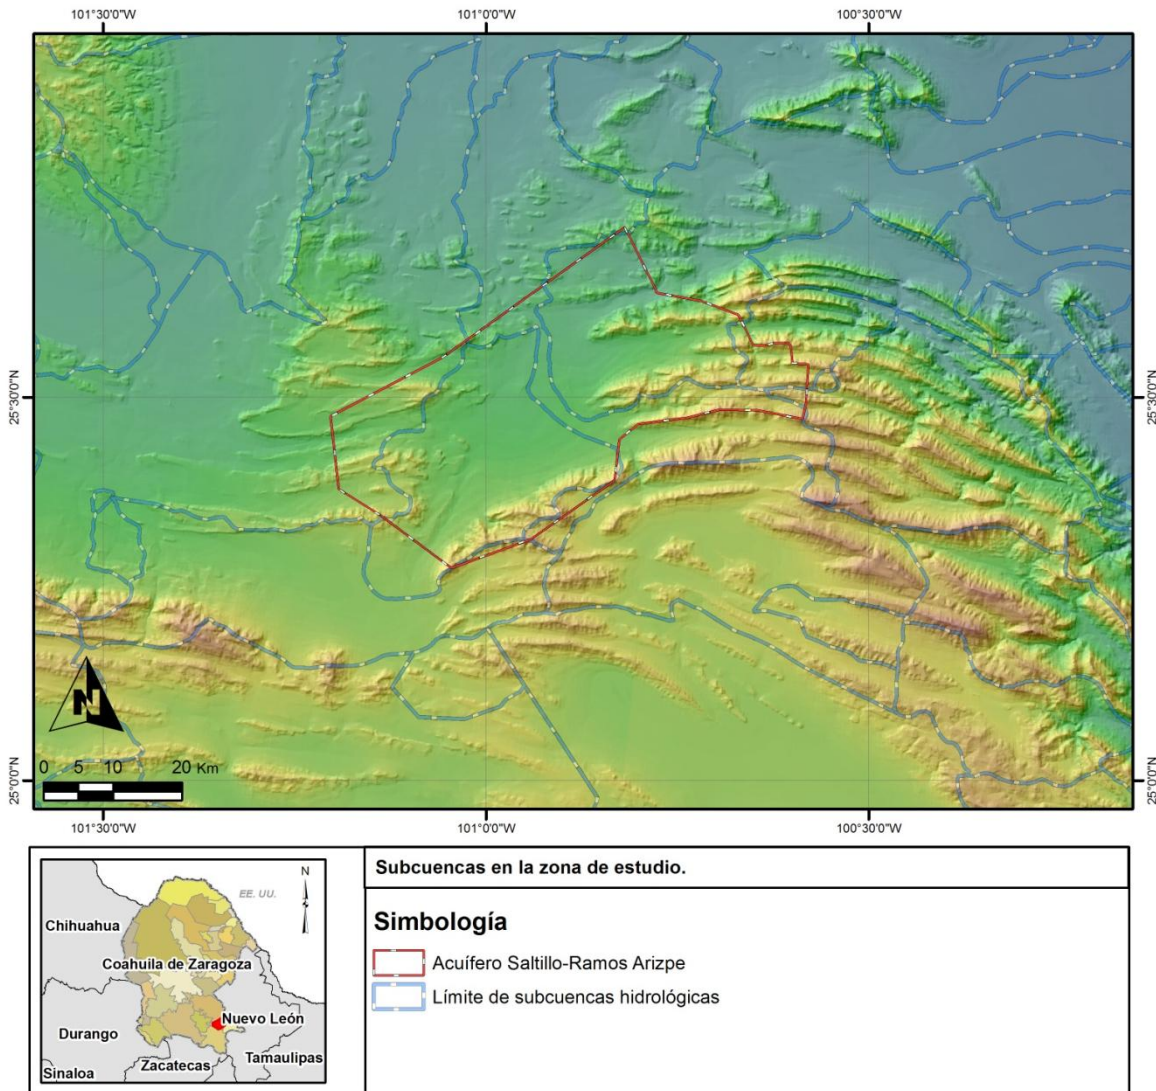 101°30'0"W 101°0'0"W 100°30'0"W
25°30'0"N 25°30'0"N
N
0 5 10 20 Km
25°0'0"N 25°0'0"N
101°30'0"W 101°0'0"W 100°30'0"W
Subcuencas en la zona de estudio.
Simbología
Acuífero Saltillo-Ramos Arizpe
Límite de subcuencas hidrológicas
N
EE. UU.
Chihuahua
Coahuila de Zaragoza
Nuevo León
Durango
Tamaulipas
Zacatecas
Sinaloa